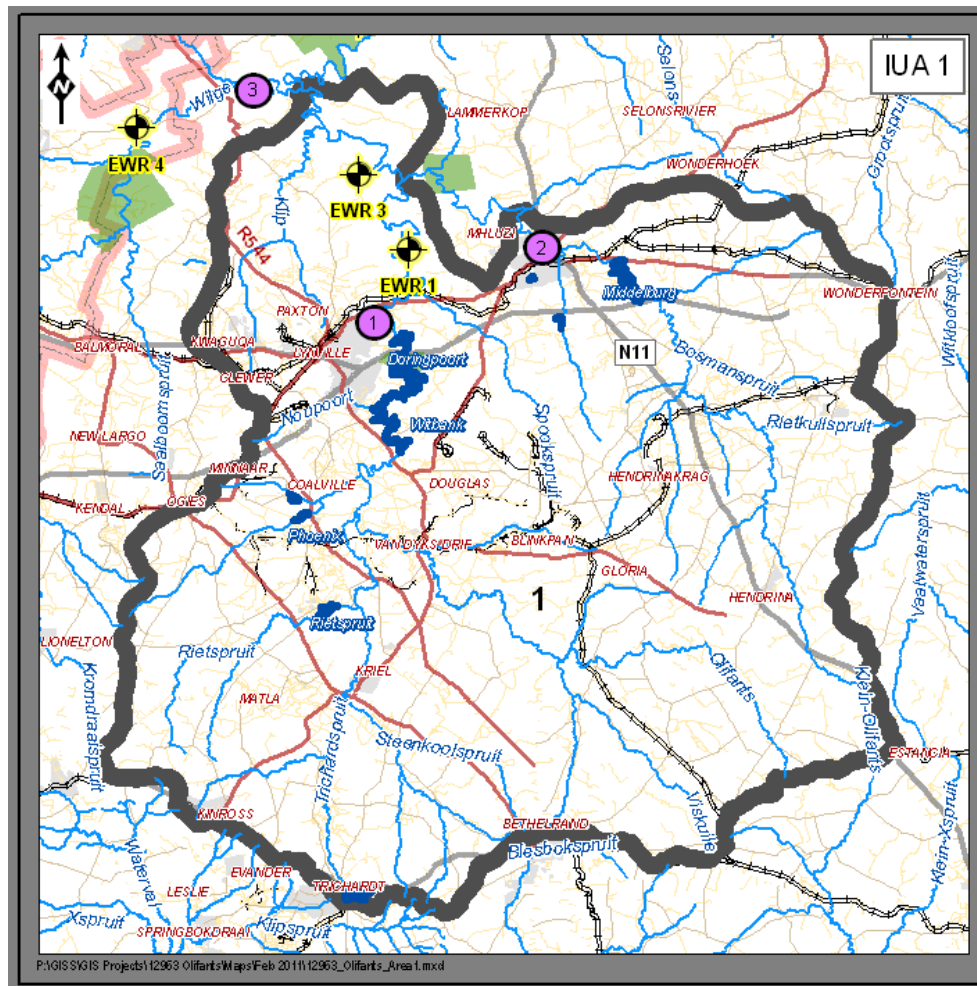 IUA 1
N
Wilge
3
EWR 4
LAMMERKOP
Selons
SELONSRIVIER
Grootspruit
WONDERHOEK
EWR 3
Klip
R544
MHLUZI
2
EWR 1
Middelburg
WONDERFONTEIN
Witkloofspruit
PAXTON
1
BALMORAL
KWAGUQA
LYNVILLE
Doringpoort
N11
Bosmanspruit
CLEWER
Noupoort
Witbank
Spookspruit
Rietkuilspruit
Saalboomspruit
NEW LARGO
MINNAAR
COALVILLE
DOUGLAS
HENDRINAKRAG
KENDAL
OGIES
Phoenix
VAN DYKSDRIF
BLINKPAN
GLORIA
1
HENDRINA
Vaalwaterspruit
Rietspruit
LIONELTON
Rietspruit
KRIEL
MATLA
Olifants
Klein-Olifants
Kromdraaispruit
Trichardspruit
Steenkoolspruit
ESTANCIA
KINROSS
BETHELRAND
Viskuile
Blesbokspruit
Klein-Xspruit
Waterval
EVANDER
LESLIE
TRICHARDT
Xspruit
Klipspruit
SPRINGBOKDRAAI
P:\GISS\GIS Projects\12963 Olifants\Maps\Feb 2011\12963_Olifants_Area1.mxd